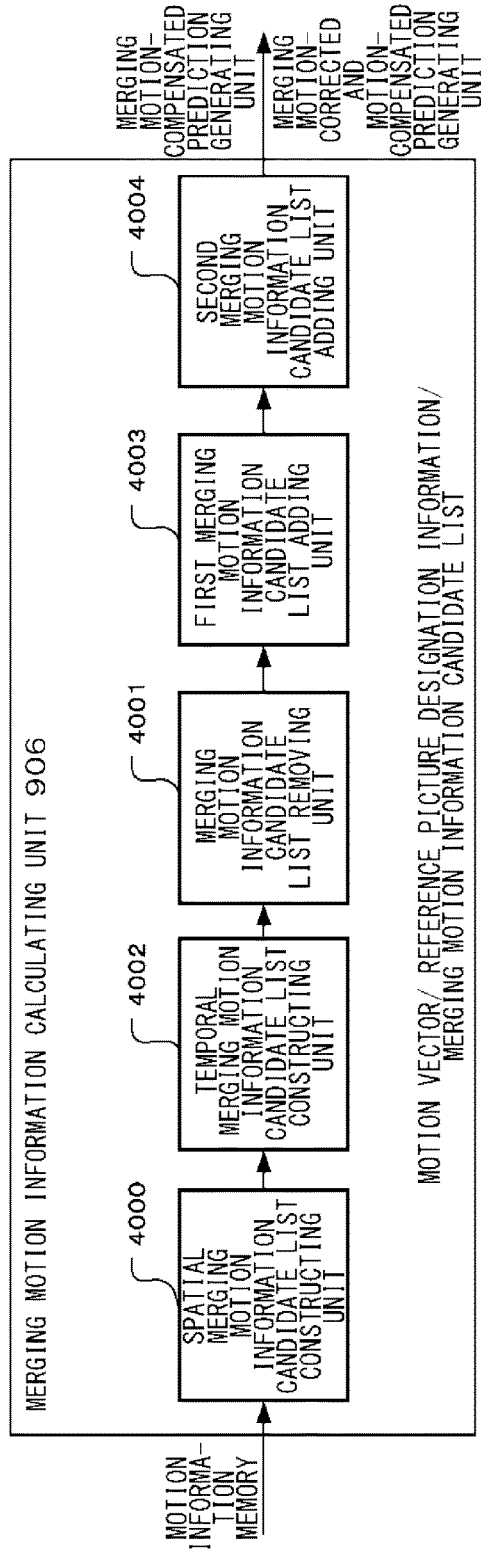 MERGING MOTION INFORMATION CALCULATING UNIT 906
MOTION
INFORMA-
TION
MEMORY
4000
SPATIAL
MERGING
MOTION
INFORMATION
CANDIDATE LIST
CONSTRUCTING
UNIT
4002
TEMPORAL
MERGING MOTION
INFORMATION
CANDIDATE LIST
CONSTRUCTING
UNIT
4001
MERGING
MOTION
INFORMATION
CANDIDATE
LIST REMOVING
UNIT
4003
FIRST MERGING
MOTION
INFORMATION
CANDIDATE
LIST ADDING
UNIT
4004
SECOND
MERGING
MOTION
INFORMATION
CANDIDATE LIST
ADDING UNIT
MERGING
MOTION-
COMPENSATED
PREDICTION
GENERATING
UNIT
MERGING
MOTION-
CORRECTED
AND
MOTION-
COMPENSATED
PREDICTION
GENERATING
UNIT
MOTION VECTOR/ REFERENCE PICTURE DESIGNATION INFORMATION/
MERGING MOTION INFORMATION CANDIDATE LIST